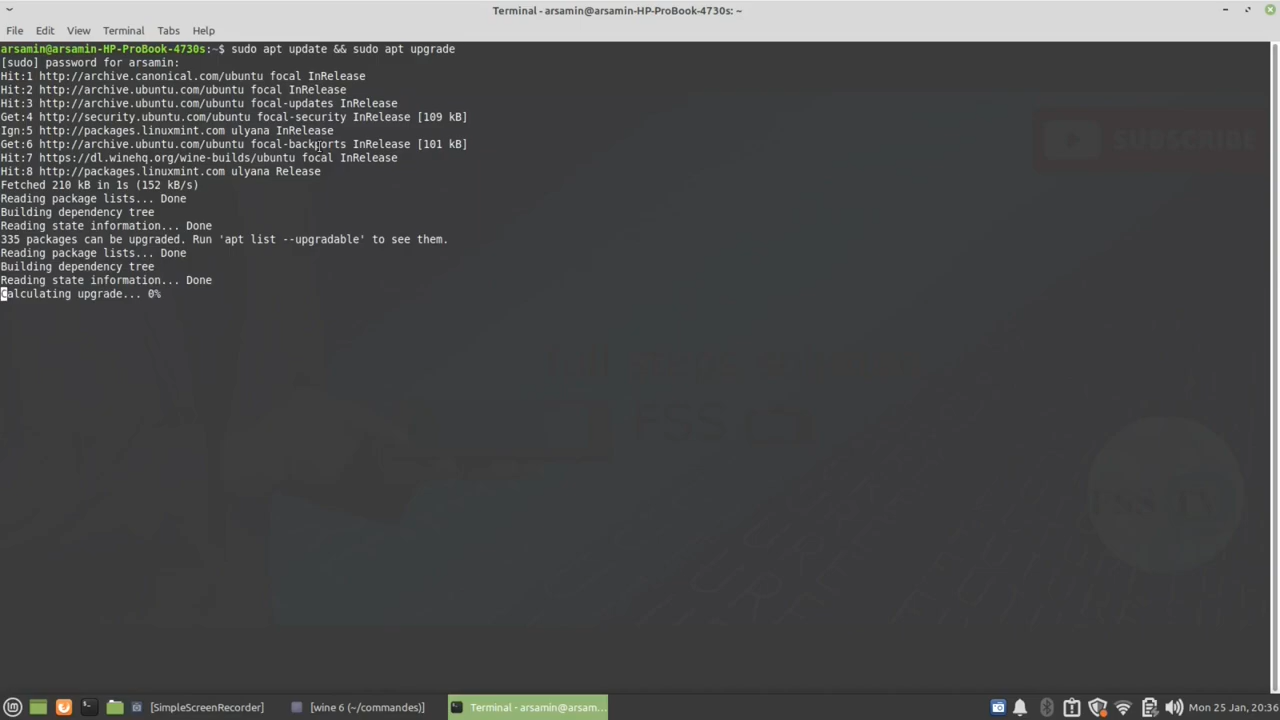 Terminal - arsamin@arsamin-HP-ProBook-4730s: ~
File Edit View Terminal Tabs Help
arsamin@arsamin-HP-ProBook-4730s:~$ sudo apt update && sudo apt upgrade
[sudo] password for arsamin:
Hit:1 http://archive.canonical.com/ubuntu focal InRelease
Hit:2 http://archive.ubuntu.com/ubuntu focal InRelease
Hit:3 http://archive.ubuntu.com/ubuntu focal-updates InRelease
Get:4 http://security.ubuntu.com/ubuntu focal-security InRelease [109 kB]
Ign:5 http://packages.linuxmint.com ulyana InRelease
Get:6 http://archive.ubuntu.com/ubuntu focal-backports InRelease [101 kB]
Hit:7 https://dl.winehq.org/wine-builds/ubuntu focal InRelease
Hit:8 http://packages.linuxmint.com ulyana Release
Fetched 210 kB in 1s (152 kB/s)
Reading package lists... Done
Building dependency tree
Reading state information... Done
335 packages can be upgraded. Run 'apt list --upgradable' to see them.
Reading package lists... Done
Building dependency tree
Reading state information... Done
Calculating upgrade... 0%
SUBSCRIBE
FSS
[SimpleScreenRecorder]
[wine 6 (~/commandes)]
Terminal - arsamin@arsam...
Mon 25 Jan, 20:36